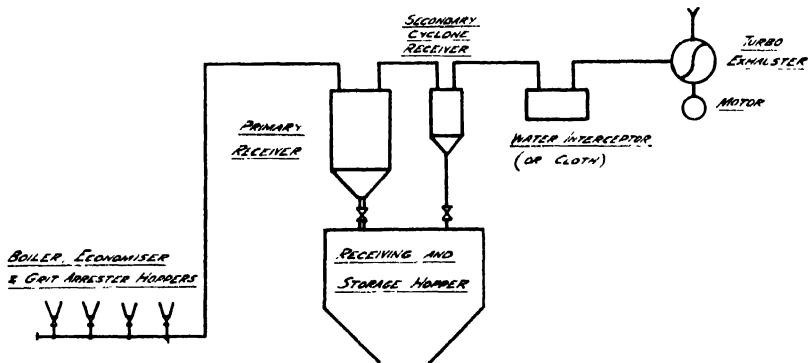 SECONDARY
CYCLONE
RECEIVER
TURBO
EXHAUSTER
MOTOR
PRIMARY
RECEIVER
WATER INTERCEPTOR
(OR CLOTH)
BOILER, ECONOMISER
& GRIT ARRESTER HOPPERS
RECEIVING AND
STORAGE HOPPER